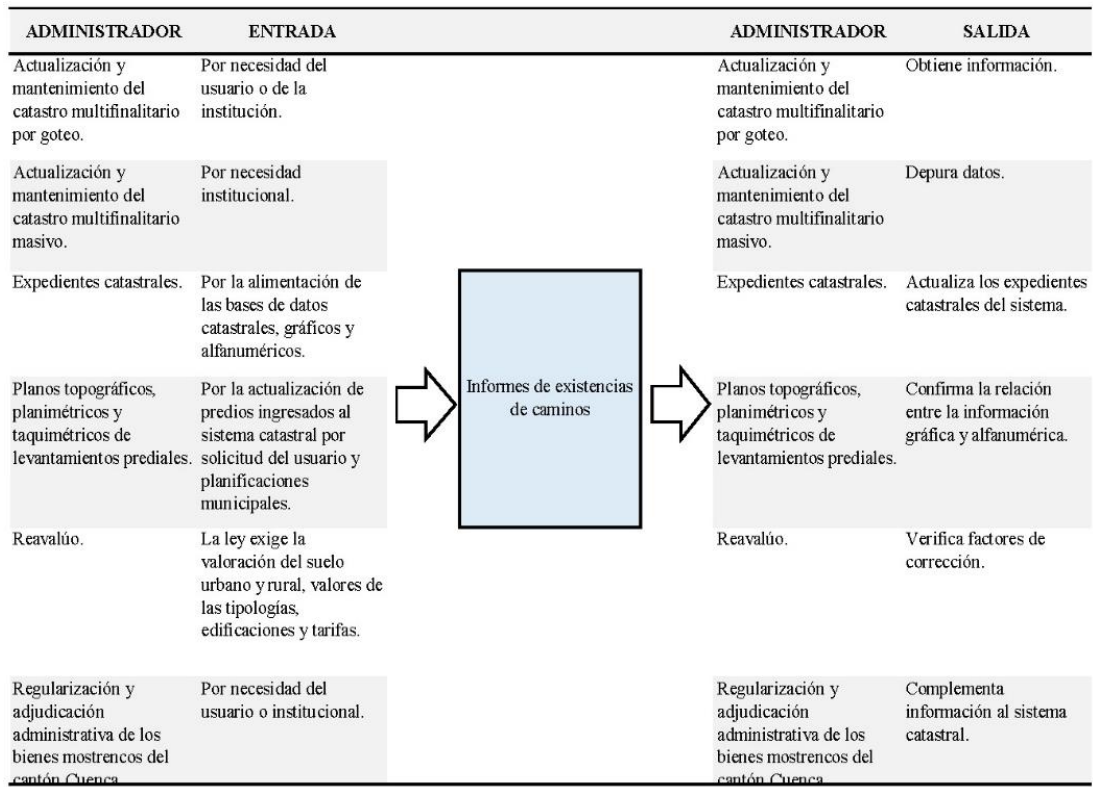 ADMINISTRADOR ENTRADA ADMINISTRADOR SALIDA
Actualización y
mantenimiento del
catastro multifinalitario
por goteo.
Por necesidad del
usuario o de la
institución.
Actualización y
mantenimiento del
catastro multifinalitario
masivo.
Por necesidad
institucional.
Expedientes catastrales.
Por la alimentación de
las bases de datos
catastrales, gráficos y
alfanuméricos.
Planos topográficos,
planimétricos y
taquimétricos de
levantamientos prediales.
Por la actualización de
predios ingresados al
sistema catastral por
solicitud del usuario y
planificaciones
municipales.
Reavalúo.
La ley exige la
valoración del suelo
urbano y rural, valores de
las tipologías,
edificaciones y tarifas.
Regularización y
adjudicación
administrativa de los
bienes mostrencos del
cantón Cuenca
Por necesidad del
usuario o institucional.
Informes de existencias
de caminos
Actualización y
mantenimiento del
catastro multifinalitario
por goteo.
Obtiene información.
Actualización y
mantenimiento del
catastro multifinalitario
masivo.
Depura datos.
Expedientes catastrales.
Actualiza los expedientes
catastrales del sistema.
Planos topográficos,
planimétricos y
taquimétricos de
levantamientos prediales.
Confirma la relación
entre la información
gráfica y alfanumérica.
Reavalúo.
Verifica factores de
corrección.
Regularización y
adjudicación
administrativa de los
bienes mostrencos del
cantón Cuenca
Complementa
información al sistema
catastral.